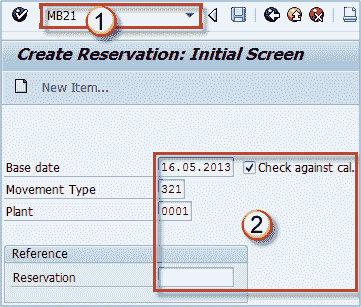 MB21
1
Create Reservation: Initial Screen
New Item...
Base date 16.05.2013 Check against cal.
Movement Type 321
Plant 0001
2
Reference
Reservation